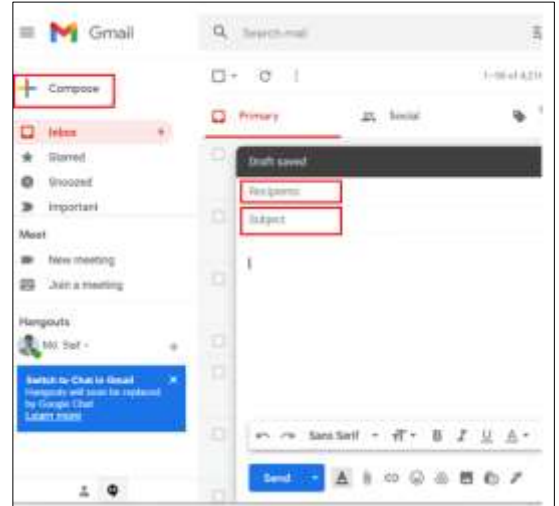 Gmail
Search mail
Compose
Primary
Social
Inbox
Starred
Snoozed
Important
Draft saved
Recipients
Subject
Meet
New meeting
Join a meeting
Hangouts
Md. Saif
Switch to Chat in Gmail
Hangouts will soon be replaced
by Google Chat
Learn more
Sans Serif
B I U A
Send